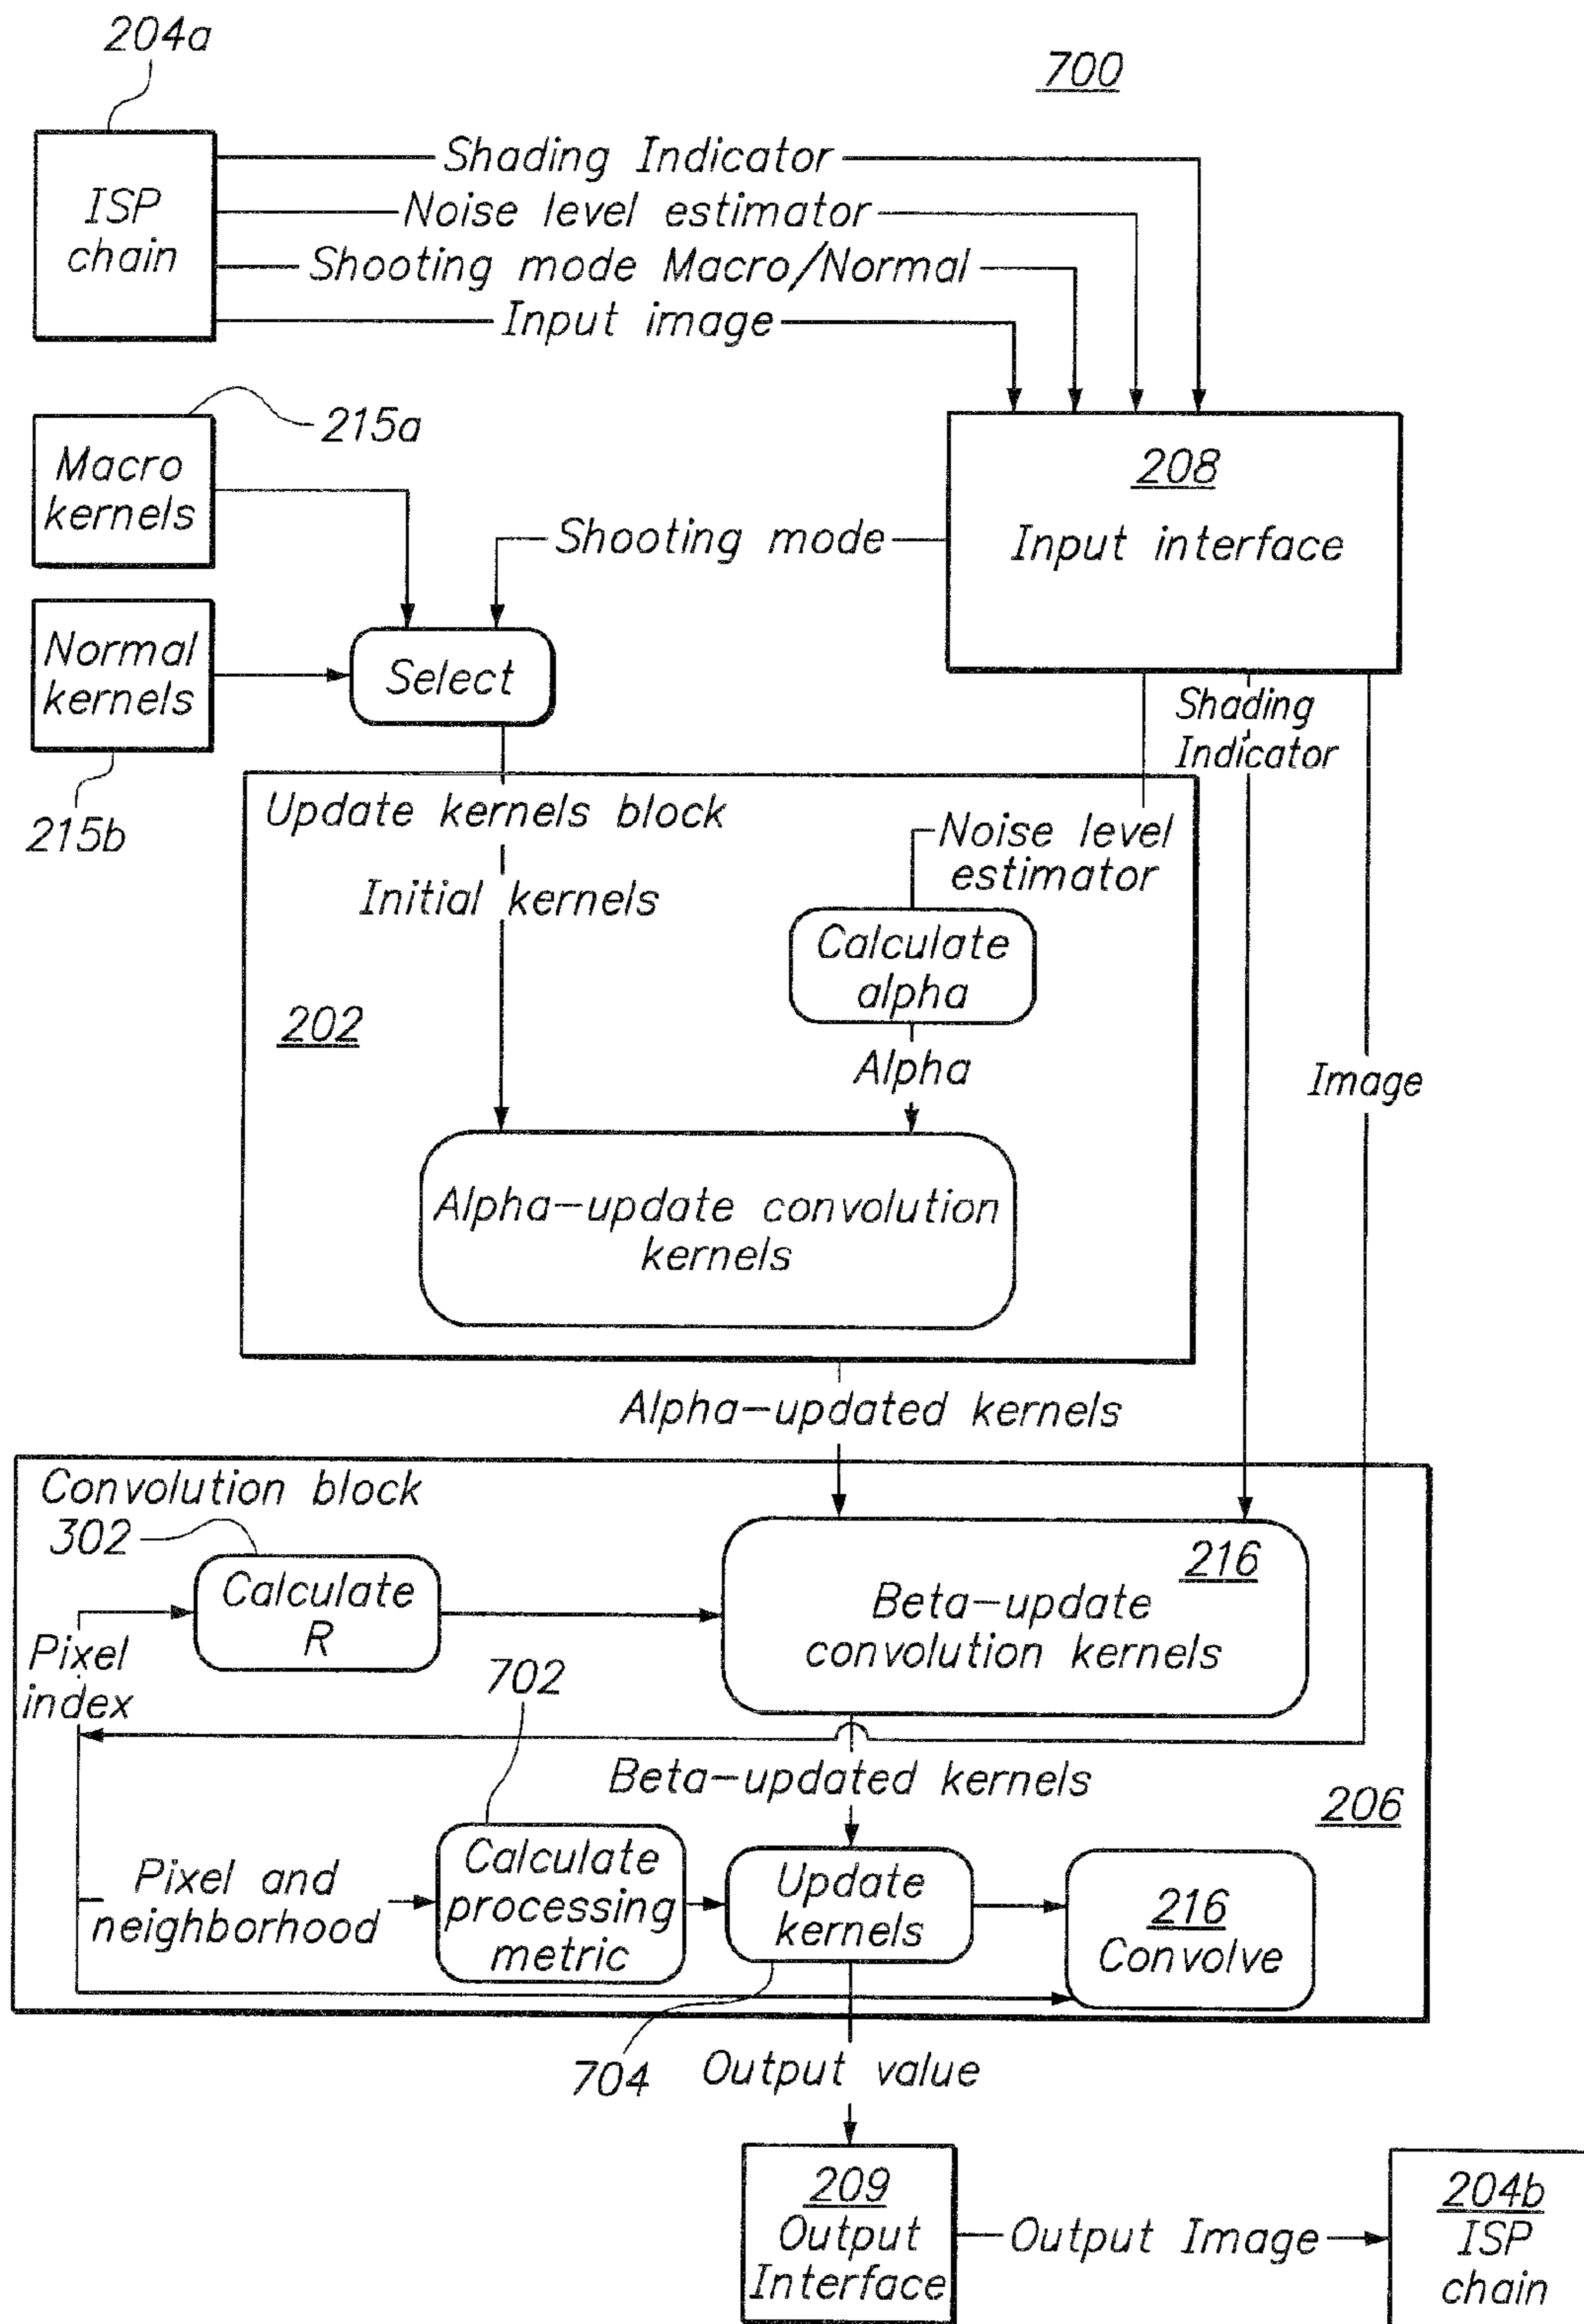 204a
700
ISP
chain
Shading Indicator
Noise level estimator
Shooting mode Macro/Normal
Input image
215a
Macro
kernels
208
Input interface
Shooting mode
Normal
kernels
Select
215b
Shading
Indicator
Update kernels block
Noise level
estimator
Initial kernels
Calculate
alpha
202
Alpha
Image
Alpha-update convolution
kernels
Alpha-updated kernels
Convolution block
302
Calculate
R
216
Beta-update
convolution kernels
Pixel
index
702
Beta-updated kernels
206
Pixel and
neighborhood
Calculate
processing
metric
Update
kernels
216
Convolve
704
Output value
209
Output
Interface
Output Image
204b
ISP
chain